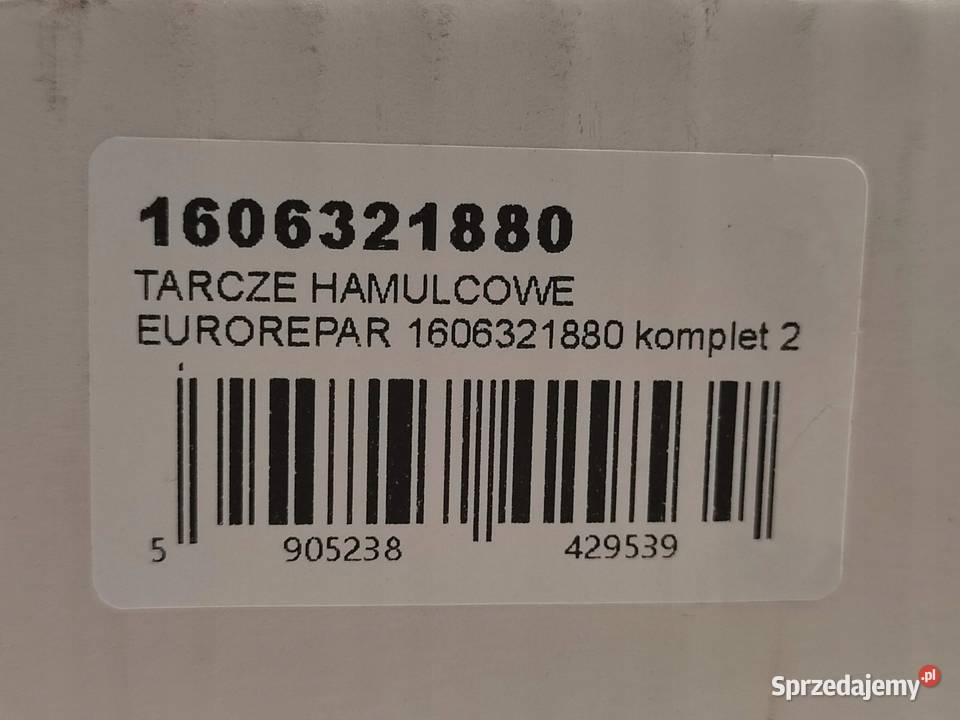 1606321880
TARCZE HAMULCOWE
EUROREPAR 1606321880 komplet 2
5 905238 429539
Sprzedajemy.pl